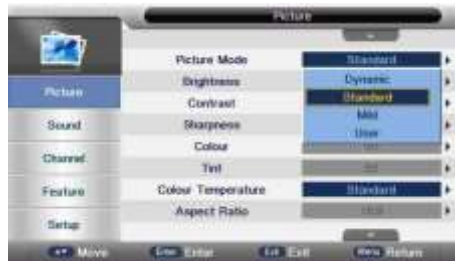 Picture
Picture Mode Standard
Brightness Dynamic
Picture
Contrast Standard
Mild
Sound Sharpness User
Colour
Channel
Tint
Feature Colour Temperature Standard
Aspect Ratio
Setup
Move Enter Enter Exit Exit Menu Return